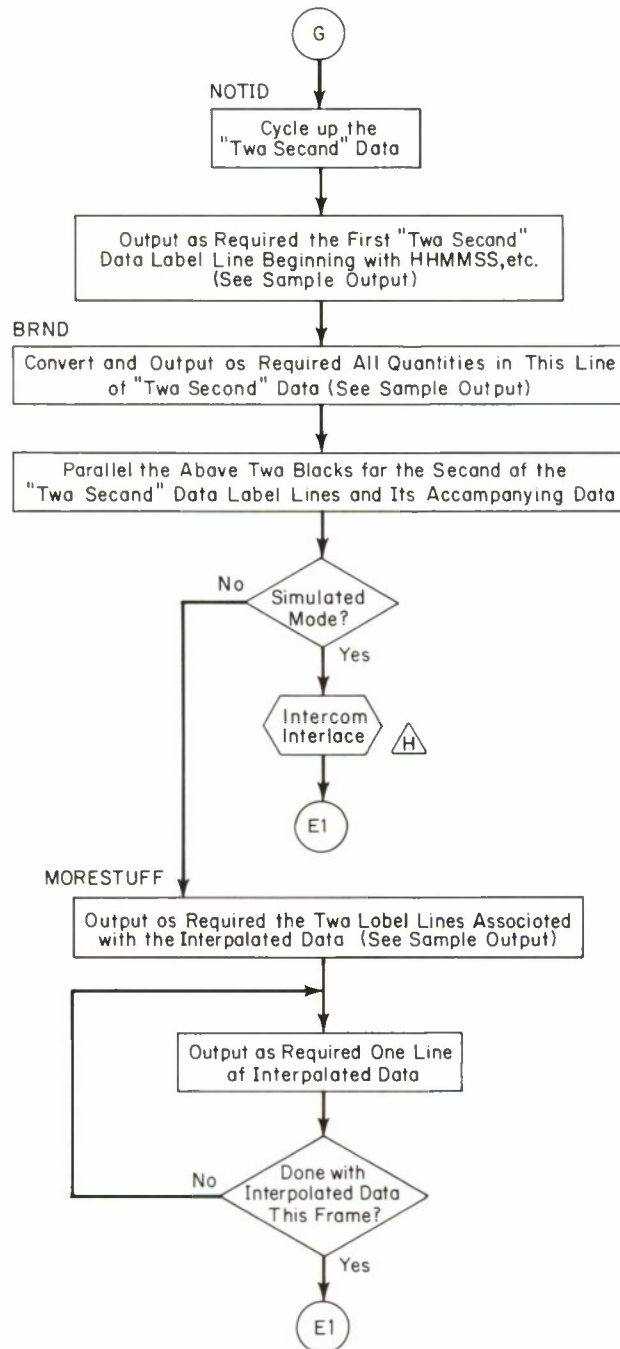 G
NOTID
Cycle up the
"Twa Second" Data
Output as Required the First "Twa Second"
Data Label Line Beginning with HHMMSS,etc.
(See Sample Output)
BRND
Convert and Output os Required All Quantities in This Line
of "Twa Second" Data (See Sample Output)
Parallel the Above Twa Blacks far the Second af the
"Twa Second" Data Label Lines and Its Accampanying Data
Simulated
Mode?
No
Yes
Intercom
Interlace
H
E1
MORESTUFF
Output os Required the Twa Lobel Lines Associoted
with the Interpalated Data (See Sample Output)
Output as Required One Line
af Interpalated Data
Done with
Interpolated Data
This Frame?
No
Yes
E1